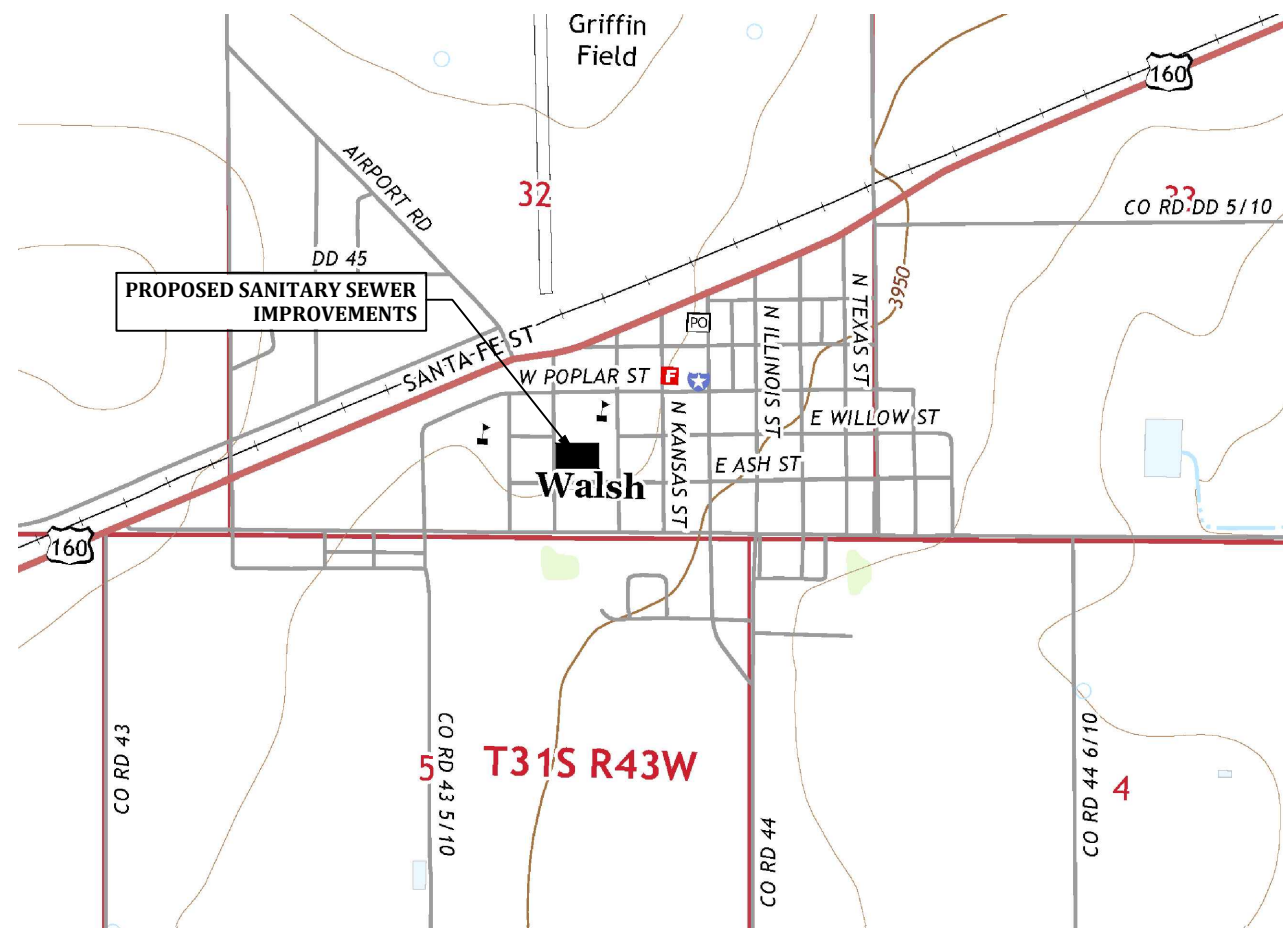 Griffin
Field
160
AIRPORT RD
32
33
CO RD DD 5/10
DD 45
PROPOSED SANITARY SEWER
IMPROVEMENTS
3950
N TEXAS ST
PO
N ILLINOIS ST
SANTA FE ST
W POPLAR ST
F
N KANSAS ST
E WILLOW ST
E ASH ST
Walsh
160
CO RD 43
5
CO RD 43 5/10
T31S R43W
CO RD 44
CO RD 44 6/10
4